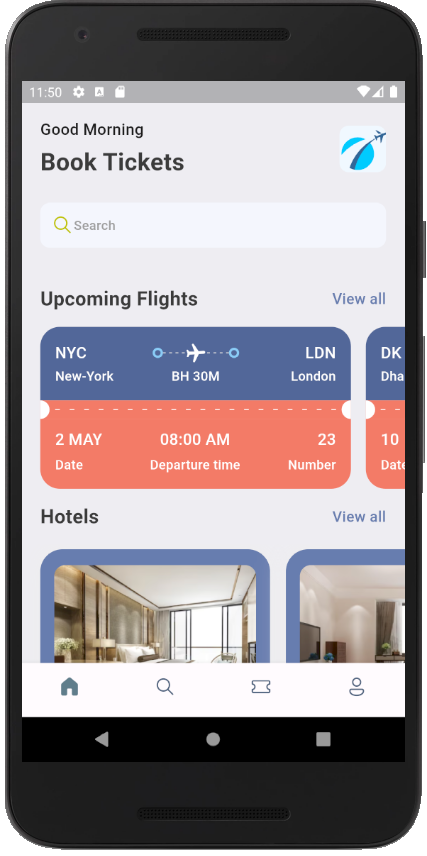 11:50
Good Morning
Book Tickets
Search
Upcoming Flights View all
NYC LDN DK
New-York BH 30M London Dha
2 MAY 08:00 AM 23 10
Date Departure time Number Date
Hotels View all